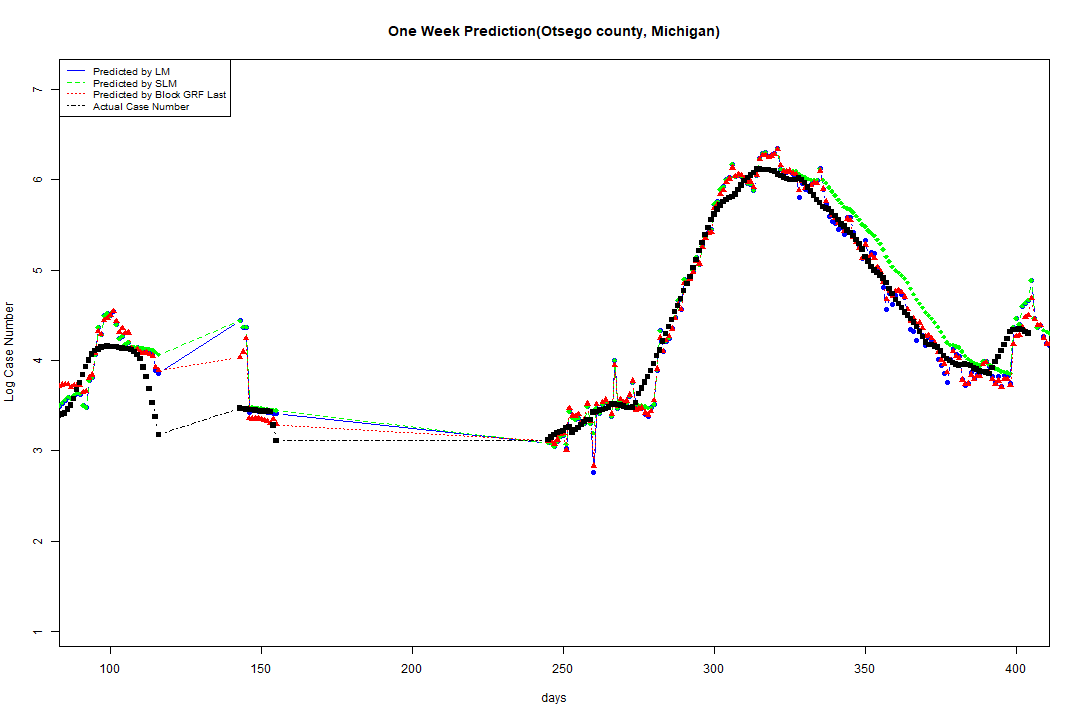 One Week Prediction(Otsego county, Michigan)
Predicted by LM
Predicted by SLM
Predicted by Block GRF Last
Actual Case Number
7
6
5
4
3
2
1
Log Case Number
100 150 200 250 300 350 400
days